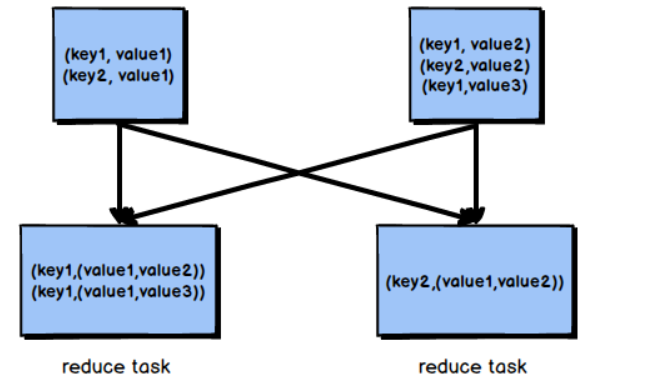 (key1, value1)
(key2, value1)
(key1, value2)
(key2,value2)
(key1,value3)
(key1,(value1,value2))
(key1,(value1,value3))
(key2,(value1,value2))
reduce task
reduce task